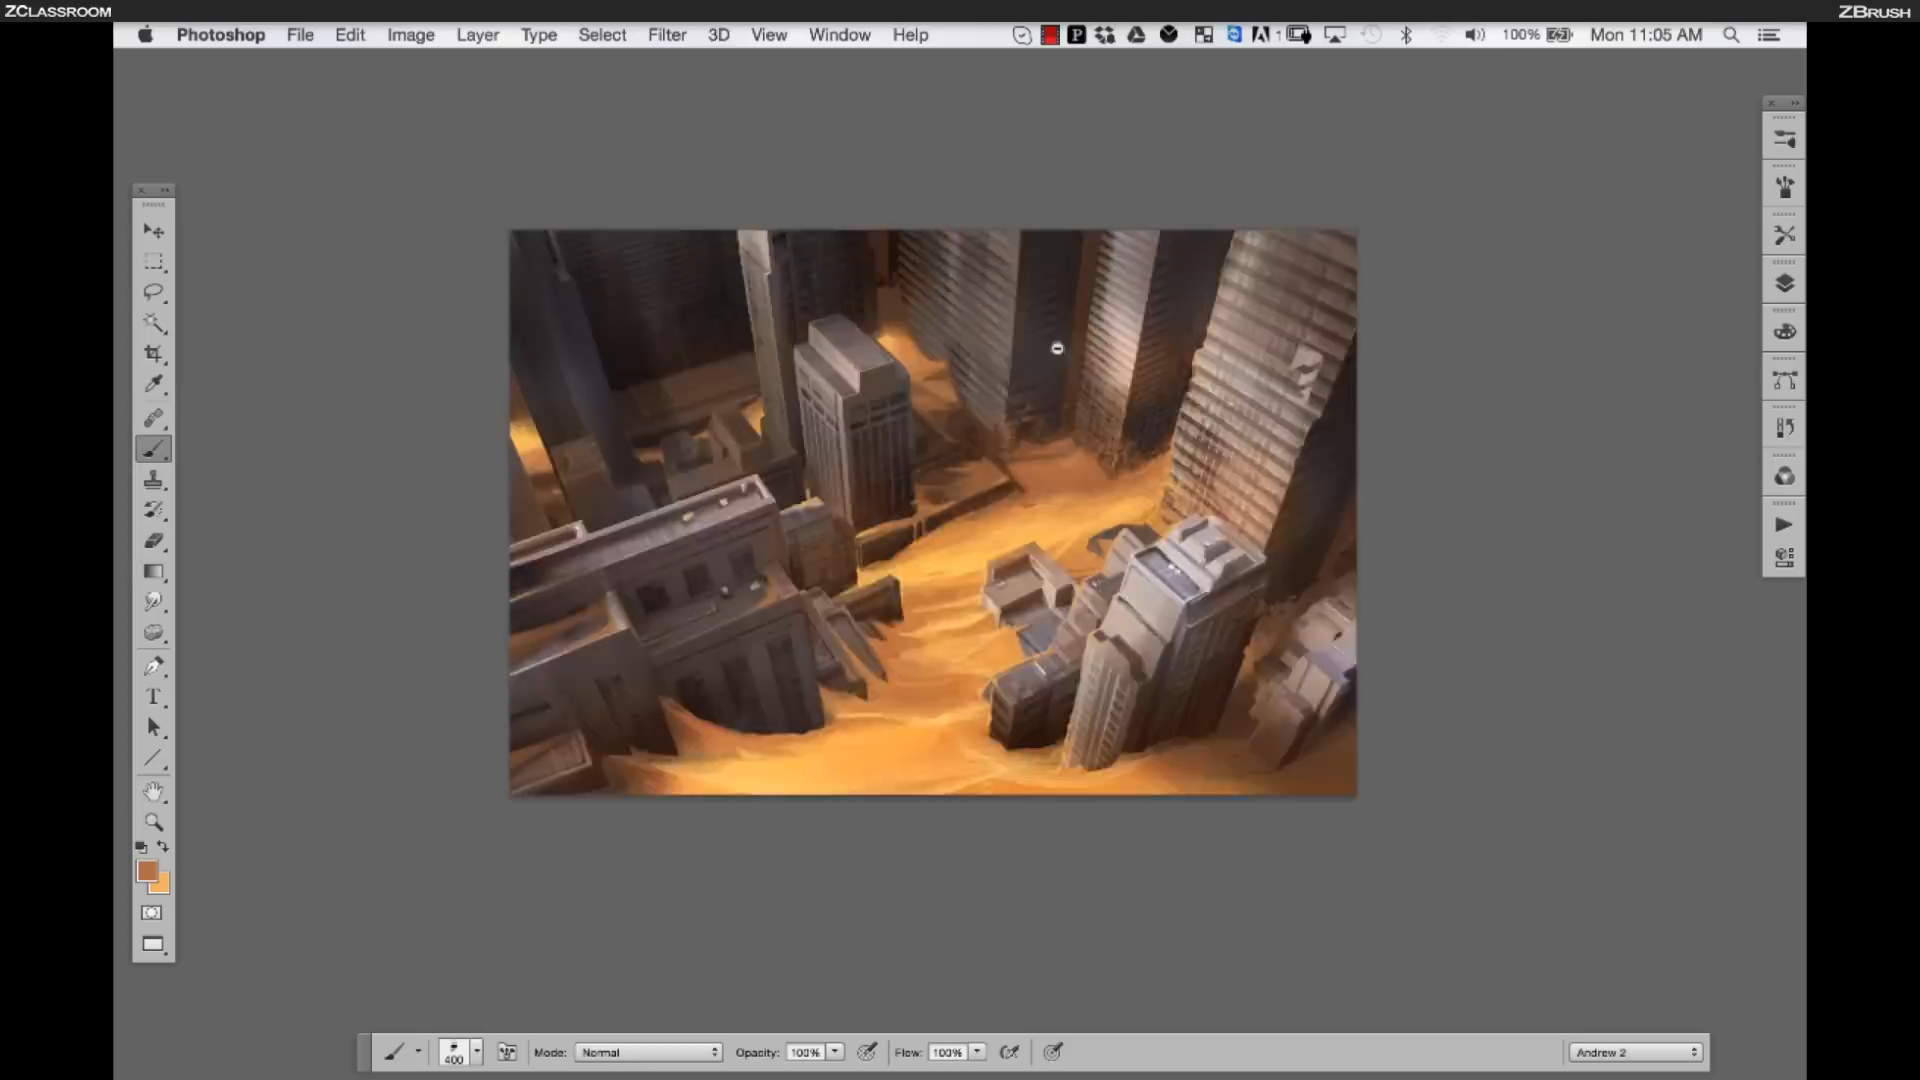 ZCLASSROOM
ZBRUSH
Photoshop File Edit Image Layer Type Select Filter 3D View Window Help 1 100% Mon 11:05 AM
T
400 Mode: Normal Opacity: 100% Flow: 100% Andrew 2